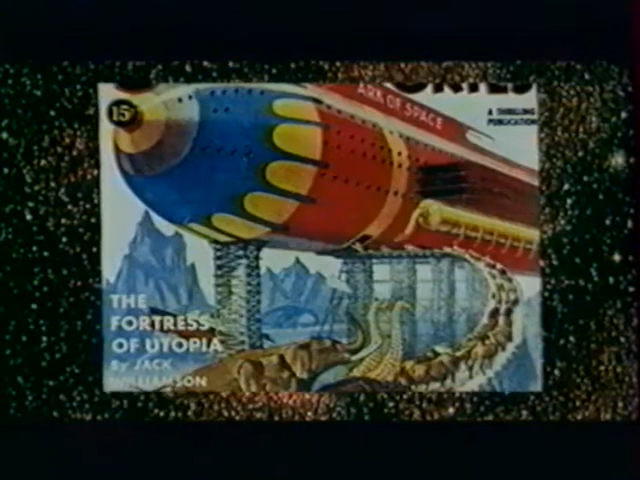 15¢
ARK OF SPACE
A THRILLING
PUBLICATION
THE
FORTRESS
OF UTOPIA
By JACK
WILLIAMSON